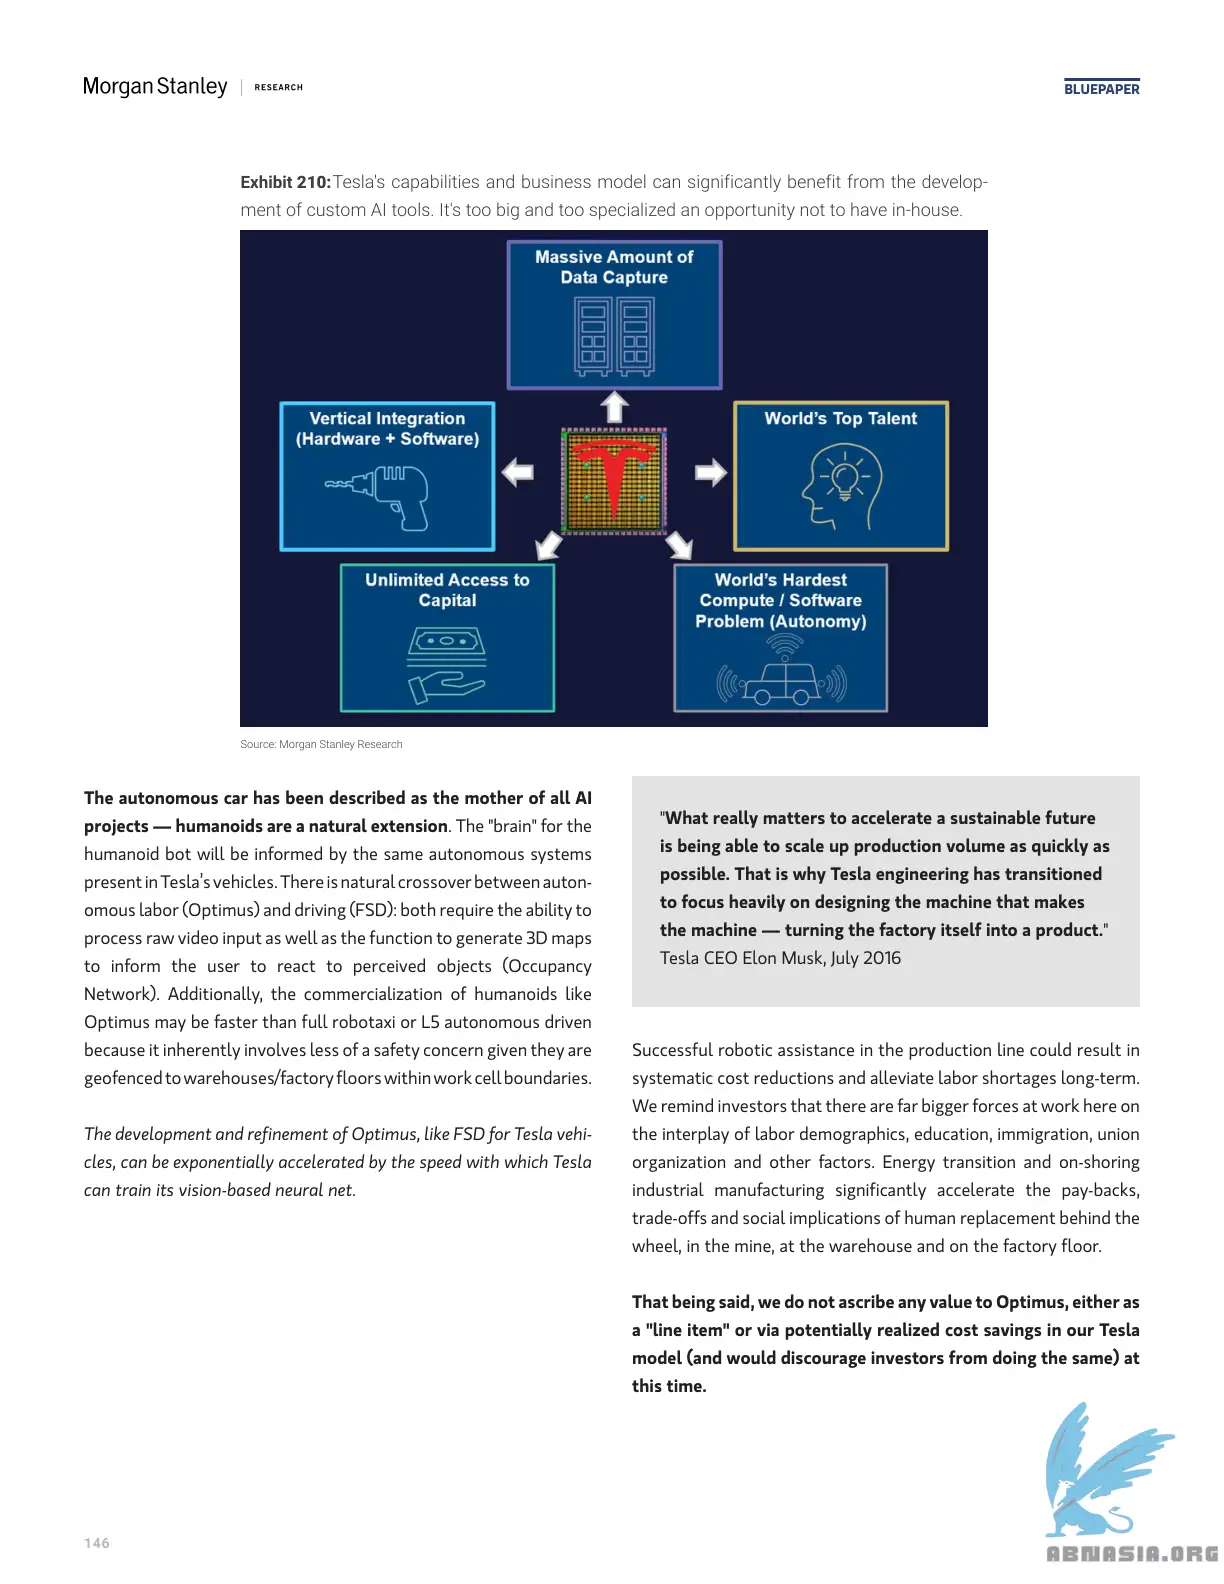 Morgan Stanley | RESEARCH
BLUEPAPER
Exhibit 210: Tesla's capabilities and business model can significantly benefit from the develop-
ment of custom AI tools. It's too big and too specialized an opportunity not to have in-house.
Massive Amount of
Data Capture
Vertical Integration
(Hardware + Software)
World's Top Talent
Unlimited Access to
Capital
World's Hardest
Compute / Software
Problem (Autonomy)
Source: Morgan Stanley Research
The autonomous car has been described as the mother of all AI
projects — humanoids are a natural extension. The "brain" for the
humanoid bot will be informed by the same autonomous systems
present in Tesla's vehicles. There is natural crossover between auton-
omous labor (Optimus) and driving (FSD): both require the ability to
process raw video input as well as the function to generate 3D maps
to inform the user to react to perceived objects (Occupancy
Network). Additionally, the commercialization of humanoids like
Optimus may be faster than full robotaxi or L5 autonomous driven
because it inherently involves less of a safety concern given they are
geofenced to warehouses/factory floors within work cell boundaries.
The development and refinement of Optimus, like FSD for Tesla vehi-
cles, can be exponentially accelerated by the speed with which Tesla
can train its vision-based neural net.
"What really matters to accelerate a sustainable future
is being able to scale up production volume as quickly as
possible. That is why Tesla engineering has transitioned
to focus heavily on designing the machine that makes
the machine — turning the factory itself into a product."
Tesla CEO Elon Musk, July 2016
Successful robotic assistance in the production line could result in
systematic cost reductions and alleviate labor shortages long-term.
We remind investors that there are far bigger forces at work here on
the interplay of labor demographics, education, immigration, union
organization and other factors. Energy transition and on-shoring
industrial manufacturing significantly accelerate the pay-backs,
trade-offs and social implications of human replacement behind the
wheel, in the mine, at the warehouse and on the factory floor.
That being said, we do not ascribe any value to Optimus, either as
a "line item" or via potentially realized cost savings in our Tesla
model (and would discourage investors from doing the same) at
this time.
146
ABNASIA.ORG